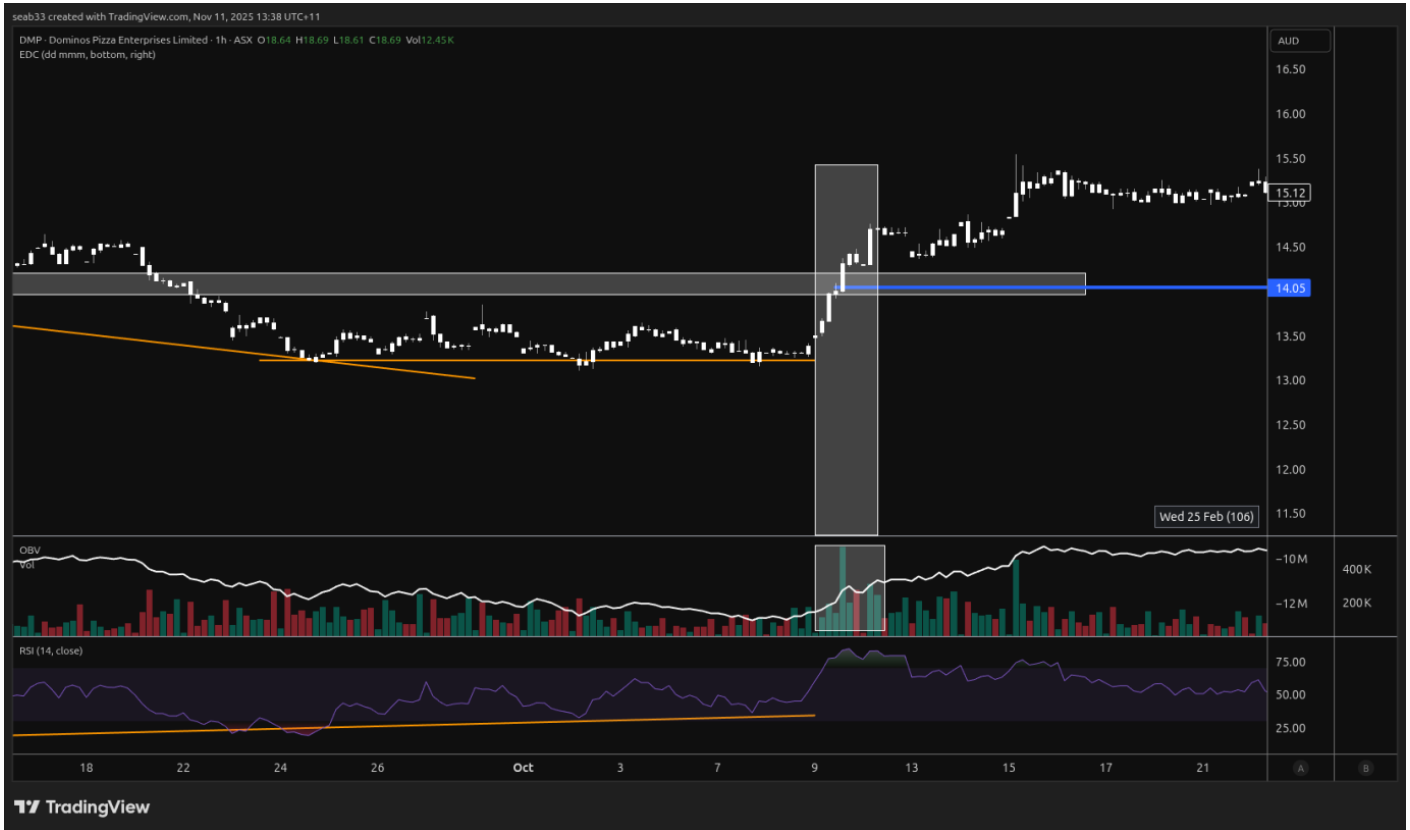 seab33 created with TradingView.com, Nov 11, 2025 13:38 UTC+11
DMP · Dominos Pizza Enterprises Limited · 1h · ASX O18.64 H18.69 L18.61 C18.69 Vol12.45K
EDC (dd mmm, bottom, right)
AUD
16.50
16.00
15.50
15.12
15.00
14.50
14.05
13.50
13.00
12.50
12.00
11.50
Wed 25 Feb (106)
OBV
Vol
−10M
400K
−12M
200K
RSI (14, close)
75.00
50.00
25.00
18 22 24 26 Oct 3 7 9 13 15 17 21 A B
TradingView